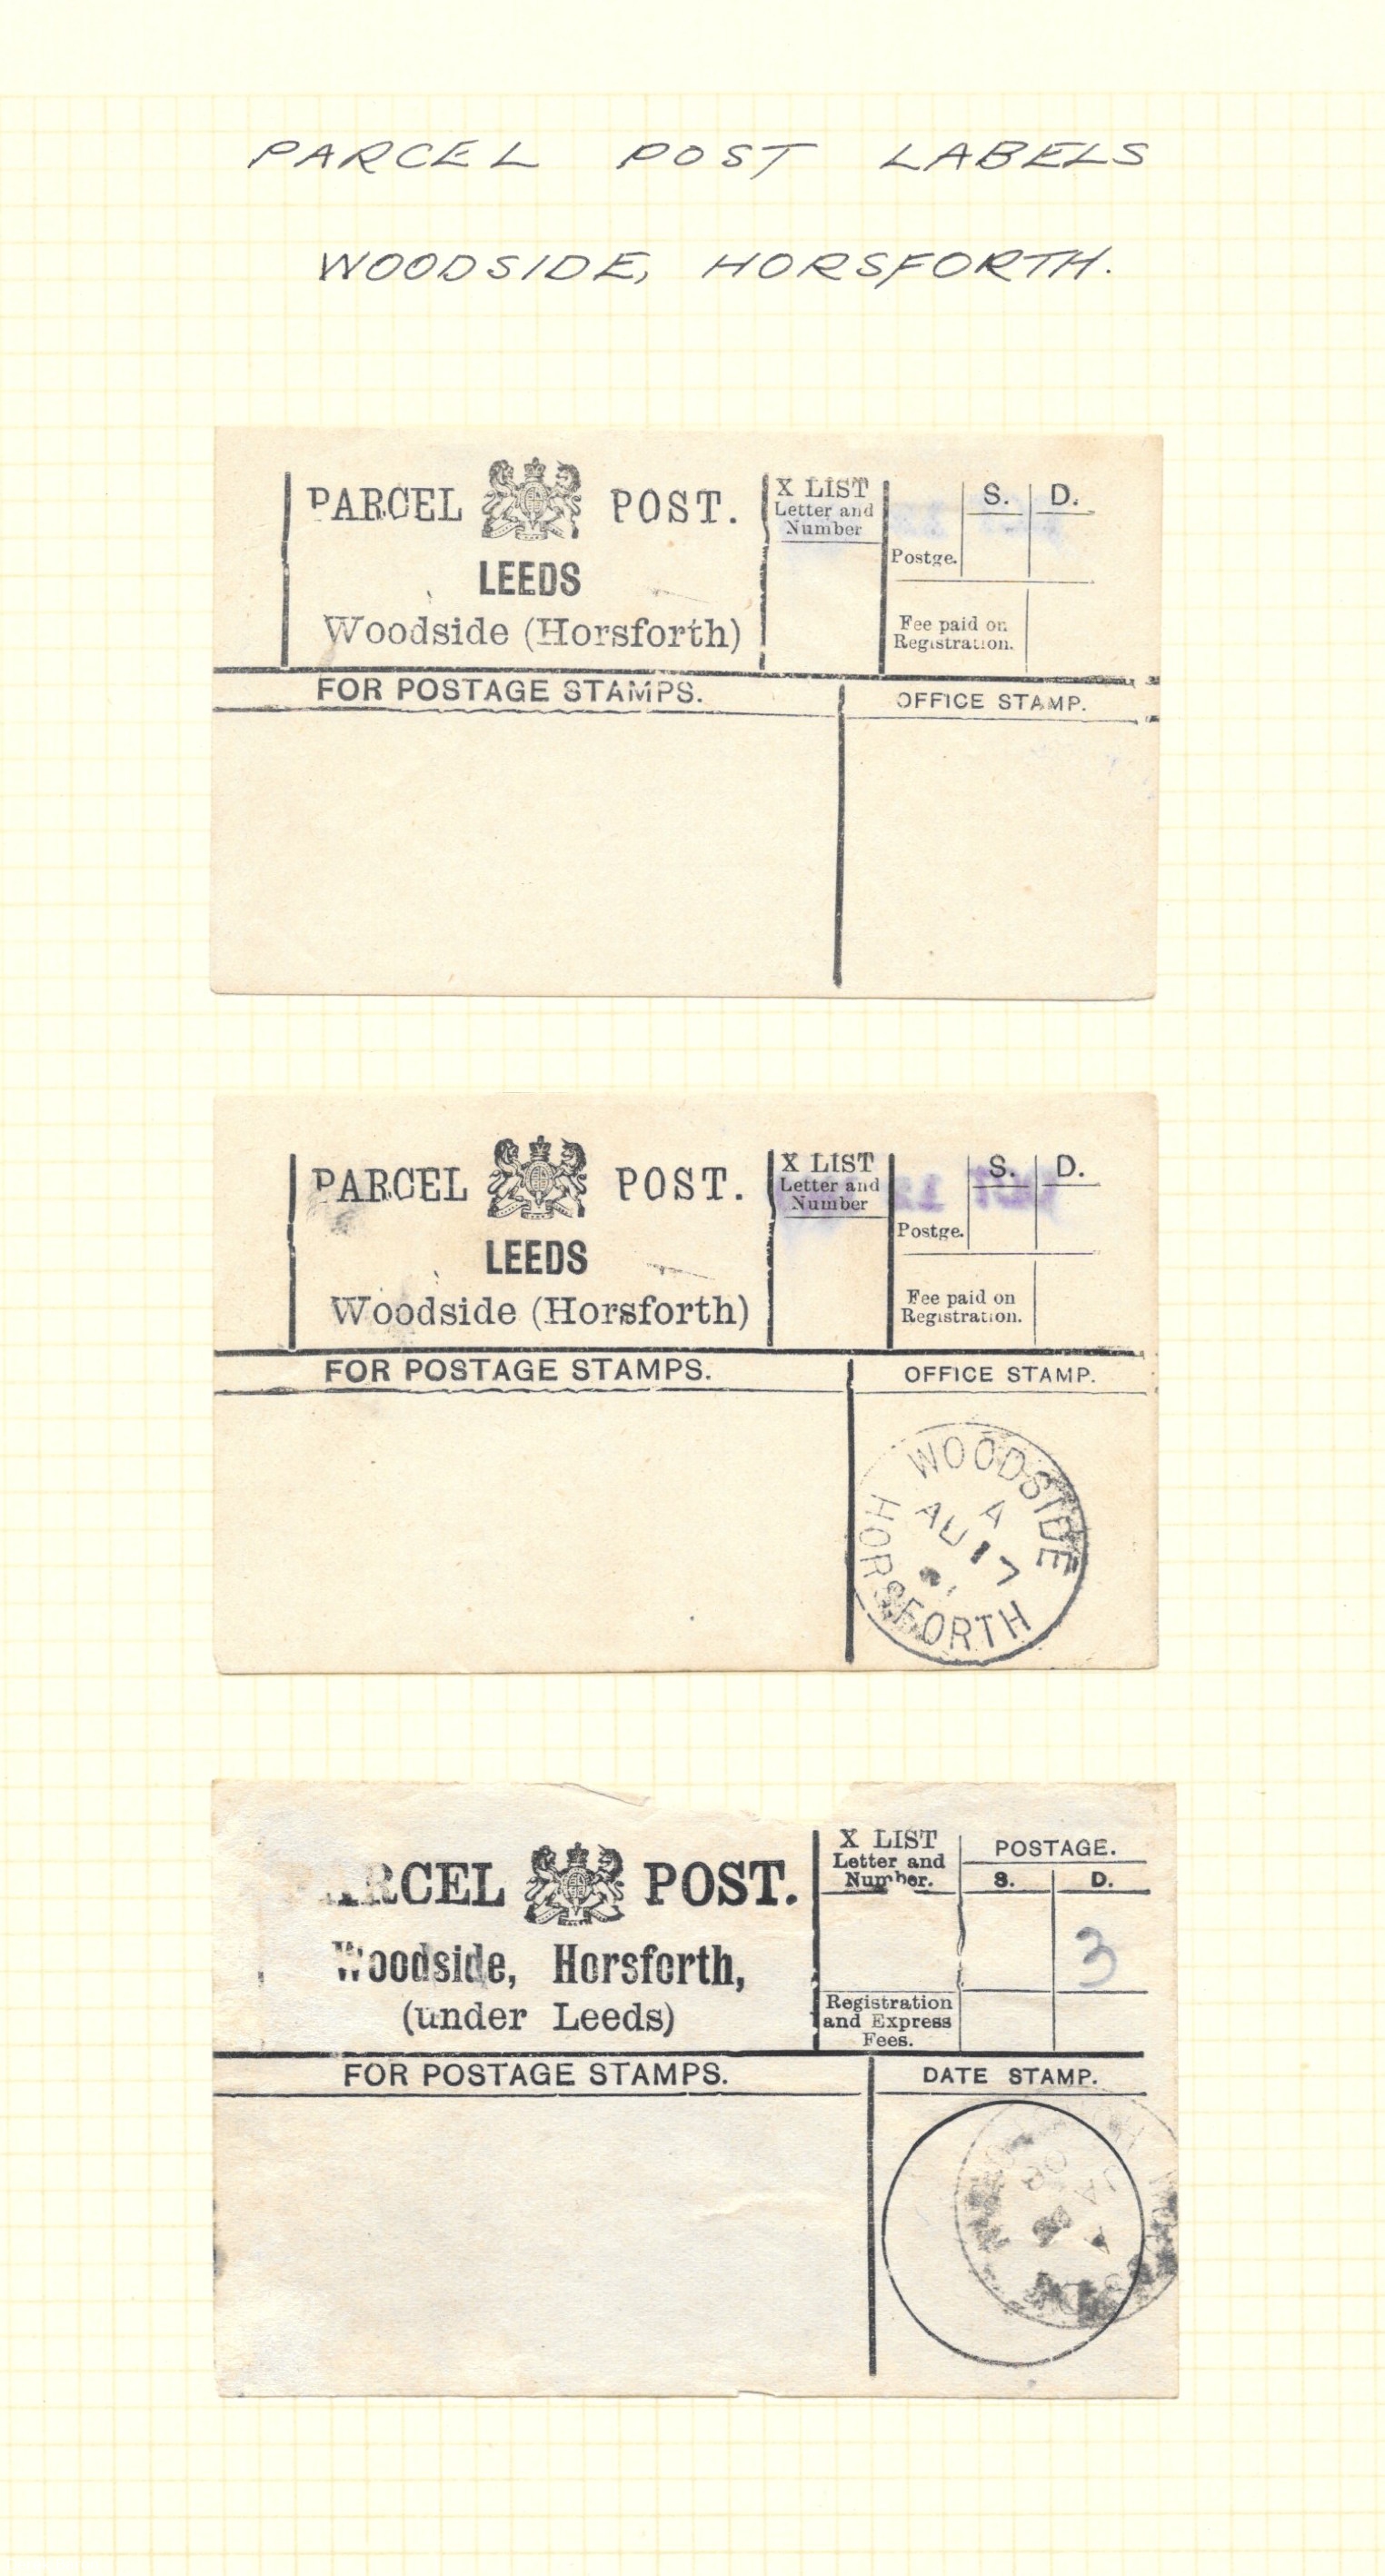 PARCEL POST LABELS
WOODSIDE, HORSFORTH.
PARCEL POST.
LEEDS
Woodside (Horsforth)
X LIST
Letter and
Number
S. D.
Postge.
Fee paid on
Registration.
FOR POSTAGE STAMPS.
OFFICE STAMP.
PARCEL POST.
LEEDS
Woodside (Horsforth)
X LIST
Letter and
Number
S. D.
Postge.
Fee paid on
Registration.
FOR POSTAGE STAMPS.
OFFICE STAMP.
WOODSIDE
A
AU 17
HORSFORTH
POST.
Woodside, Horsforth,
(under Leeds)
X LIST
Letter and
Number.
POSTAGE.
S. D.
3
Registration
and Express
Fees.
FOR POSTAGE STAMPS.
DATE STAMP.
A
JA
08